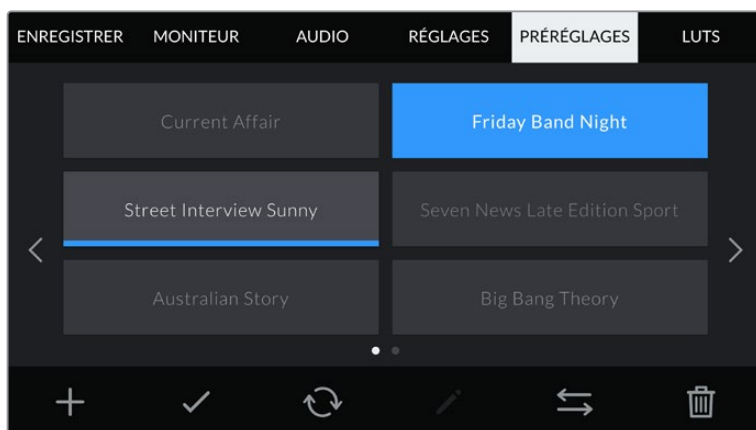 ENREGISTRER MONITEUR AUDIO RÉGLAGES PRÉRÉGLAGES LUTS
Current Affair Friday Band Night
Street Interview Sunny Seven News Late Edition Sport
Australian Story Big Bang Theory